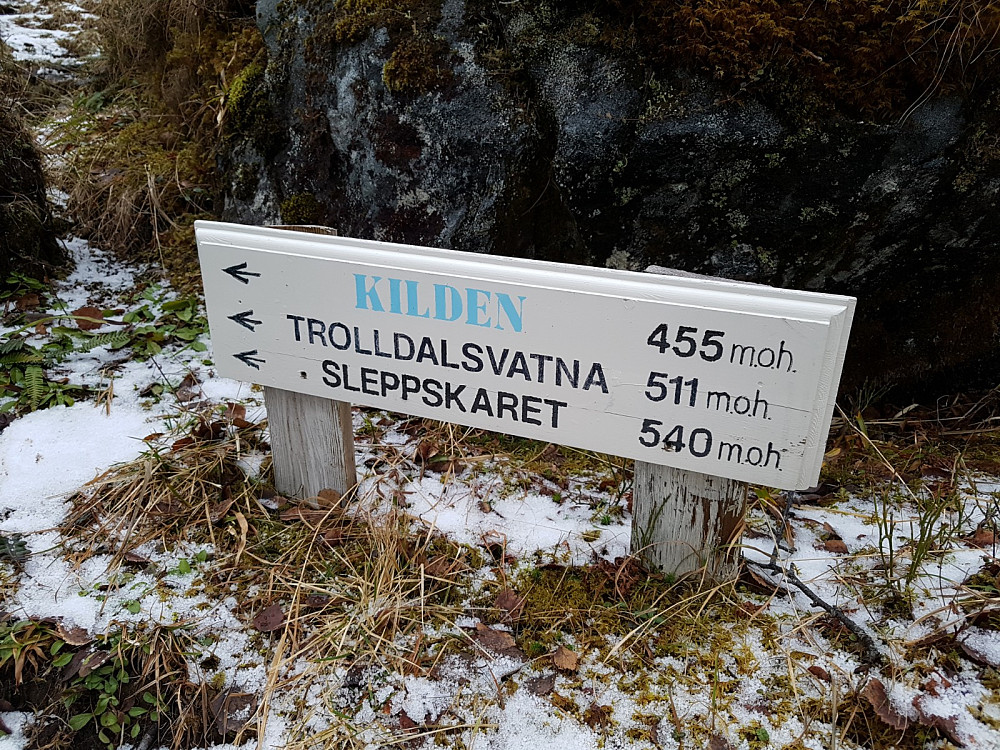 ← KILDEN 455 m.o.h.
← TROLLDALSVATNA 511 m.o.h.
← SLEPPSKARET 540 m.o.h.